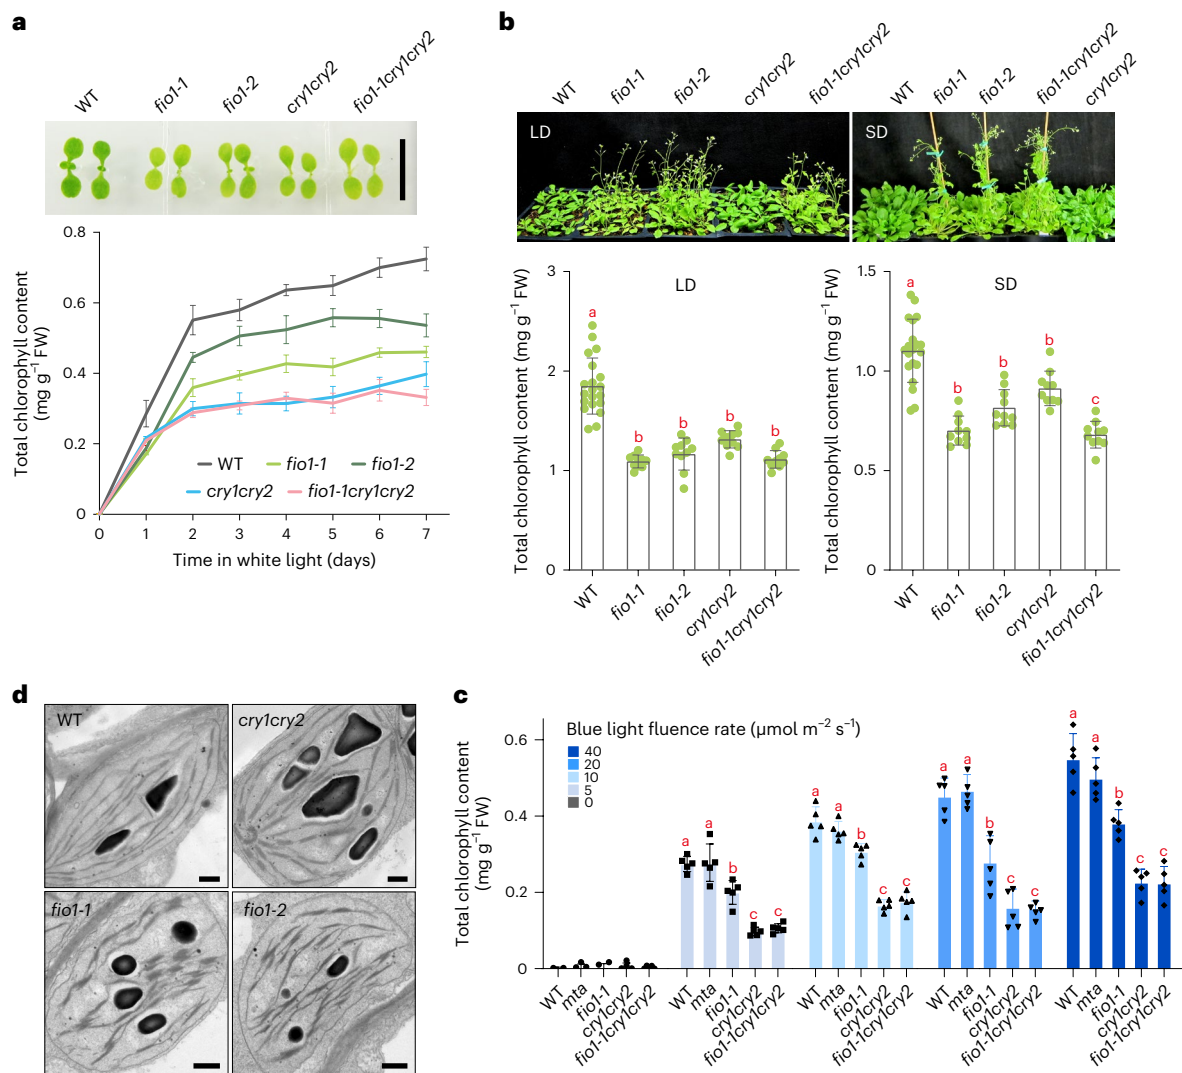 a
WT
fio1-1
fio1-2
cry1cry2
fio1-1cry1cry2
0.8
0.6
0.4
0.2
0
Total chlorophyll content
(mg g⁻¹ FW)
WT fio1-1 fio1-2
cry1cry2 fio1-1cry1cry2
0 1 2 3 4 5 6 7
Time in white light (days)
b
WT
fio1-1
fio1-2
cry1cry2
fio1-1cry1cry2
WT
fio1-1
fio1-2
fio1-1cry1cry2
cry1cry2
LD
SD
LD
3
2
1
0
Total chlorophyll content (mg g⁻¹ FW)
a
b
b
b
b
WT
fio1-1
fio1-2
cry1cry2
fio1-1cry1cry2
SD
1.5
1.0
0.5
0
Total chlorophyll content (mg g⁻¹ FW)
a
b
b
b
c
WT
fio1-1
fio1-2
cry1cry2
fio1-1cry1cry2
d
WT
cry1cry2
fio1-1
fio1-2
c
Blue light fluence rate (µmol m⁻² s⁻¹)
40
20
10
5
0
0.6
0.4
0.2
0
Total chlorophyll content
(mg g⁻¹ FW)
a a b c c
a a b c c
a a b c c
a a b c c
WT
mta
fio1-1
cry1cry2
fio1-1cry1cry2
WT
mta
fio1-1
cry1cry2
fio1-1cry1cry2
WT
mta
fio1-1
cry1cry2
fio1-1cry1cry2
WT
mta
fio1-1
cry1cry2
fio1-1cry1cry2
WT
mta
fio1-1
cry1cry2
fio1-1cry1cry2